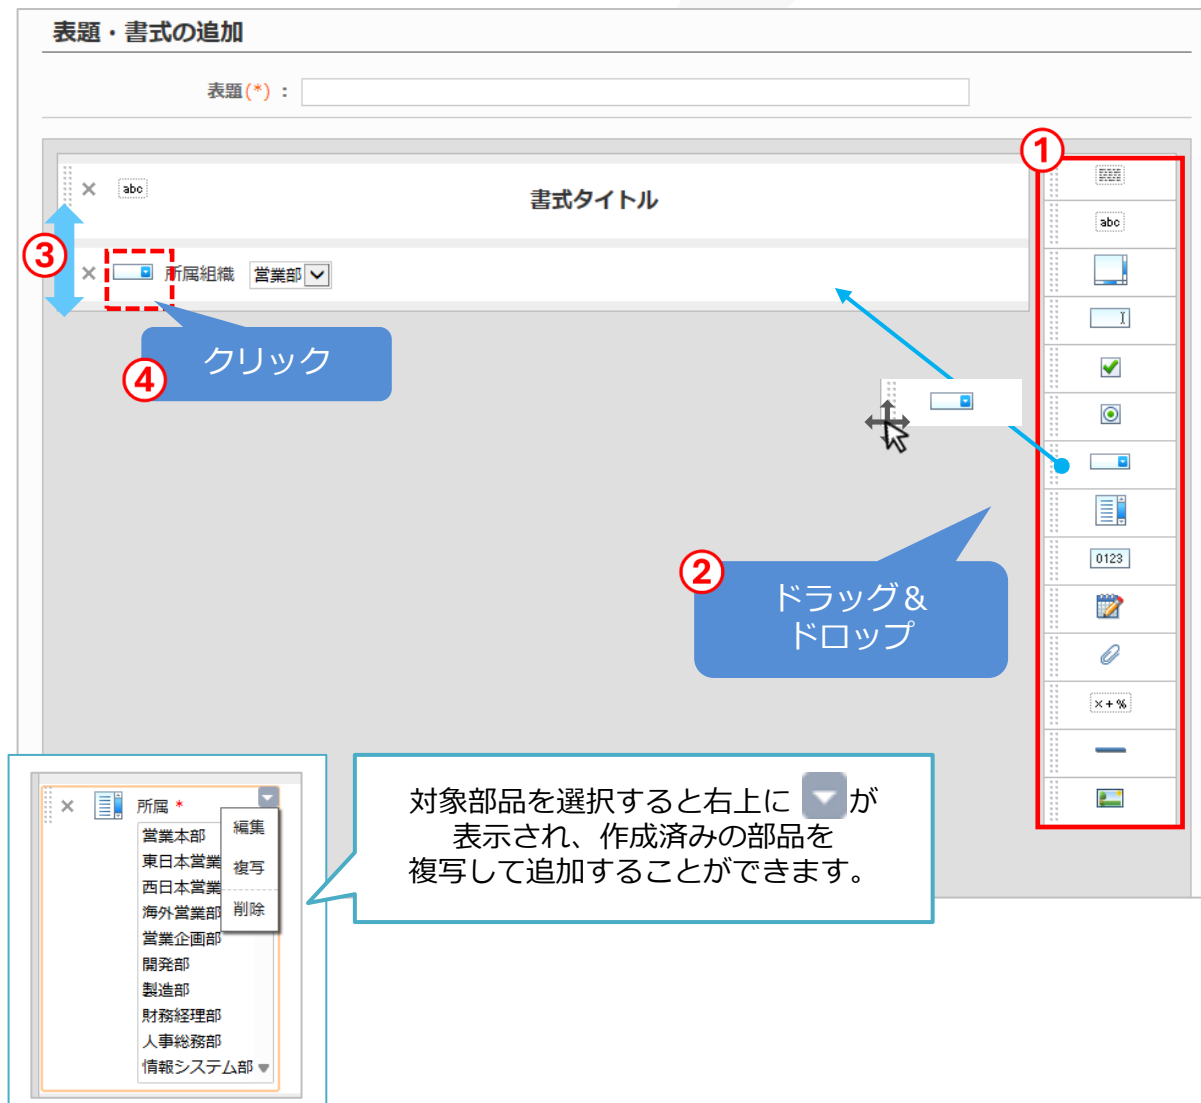 表題・書式の追加
表題(*) :
①
abc
書式タイトル
abc
③
所属組織 営業部
クリック
④
②
ドラッグ&
ドロップ
0123
×+%
対象部品を選択すると右上に が
表示され、作成済みの部品を
複写して追加することができます。
所属 *
編集
複写
削除
営業本部
東日本営業
西日本営業
海外営業部
営業企画部
開発部
製造部
財務経理部
人事総務部
情報システム部